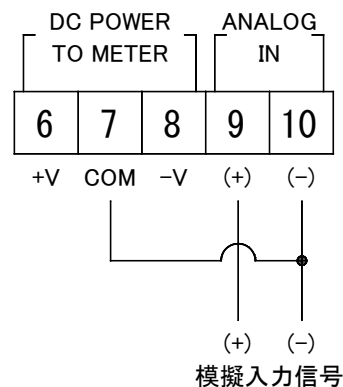 DC POWER ANALOG
TO METER IN
6 7 8 9 10
+V COM -V (+) (-)
(+) (-)
模擬入力信号